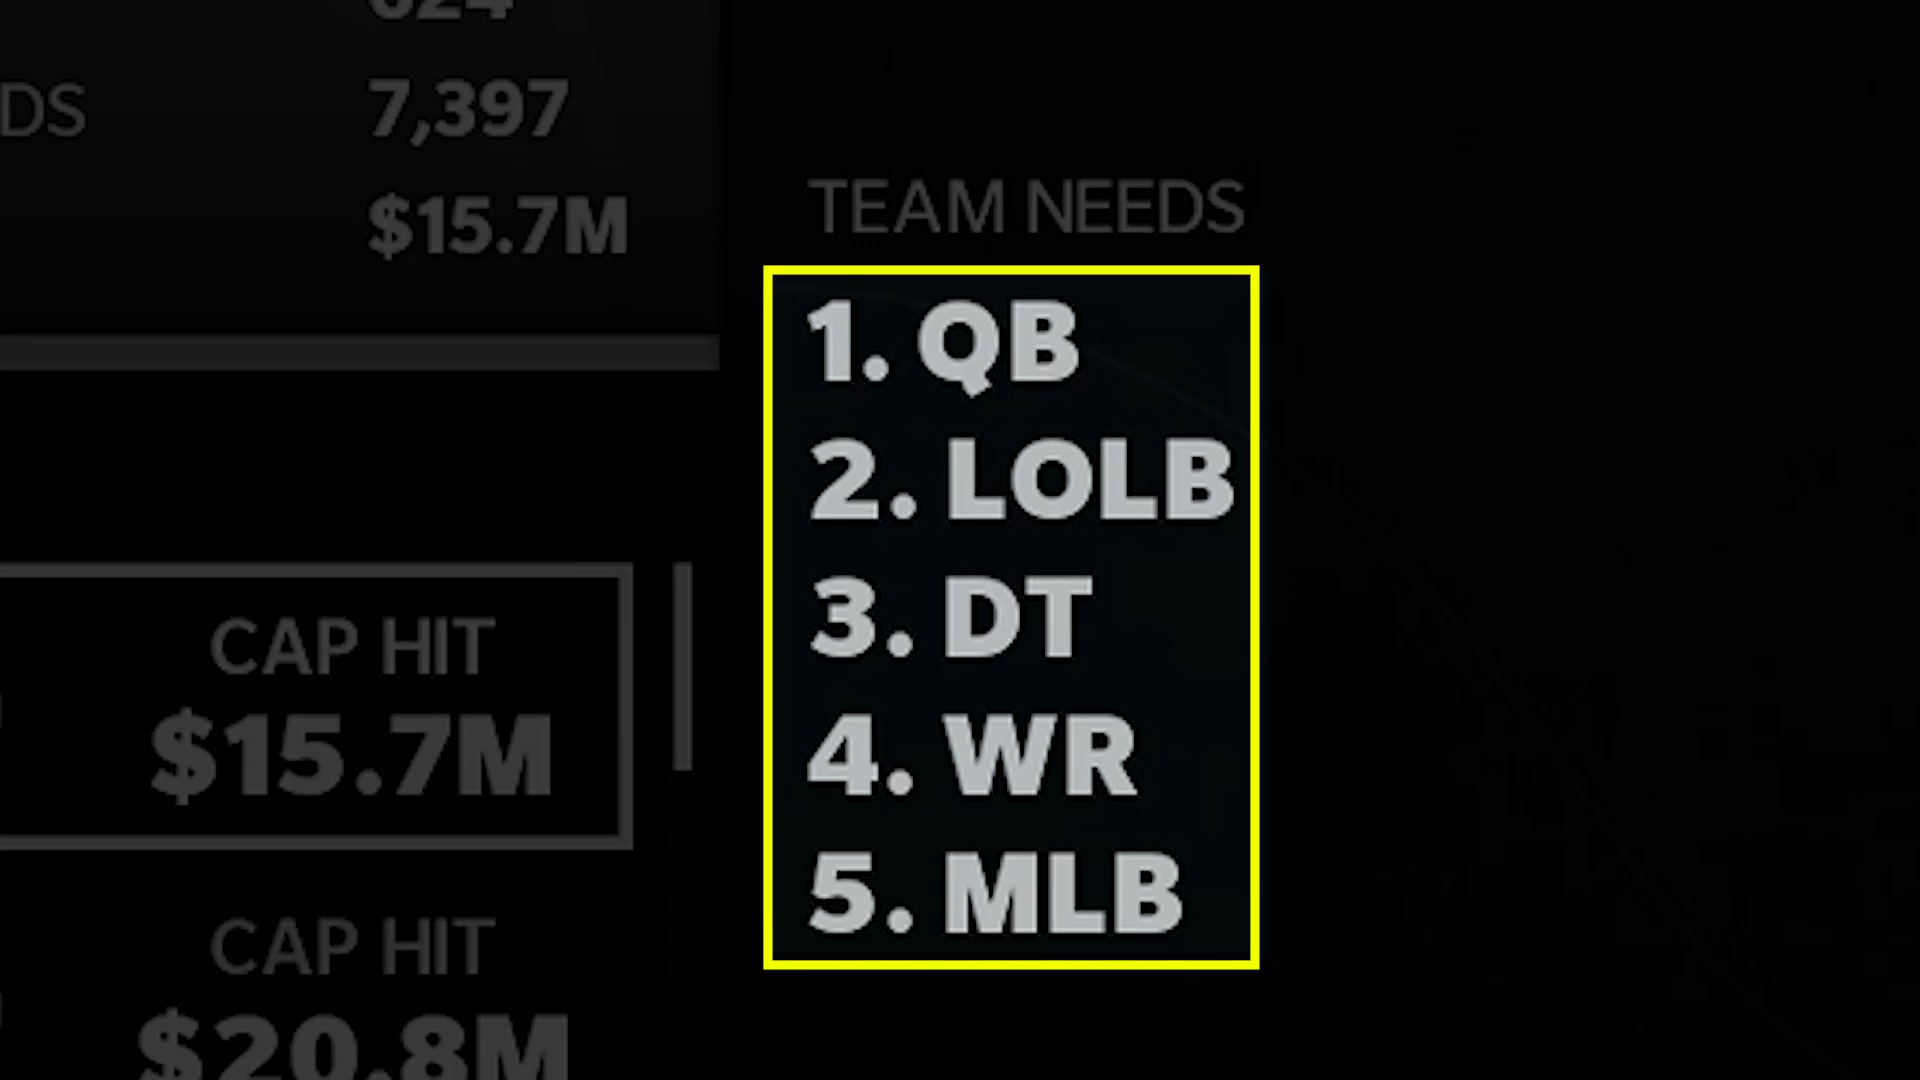 624
DS
7,397
$15.7M
TEAM NEEDS
1. QB
2. LOLB
3. DT
4. WR
5. MLB
CAP HIT
$15.7M
CAP HIT
$20.8M